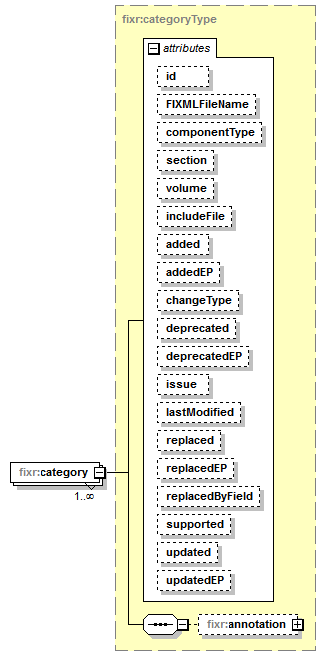 fixr:categoryType
attributes
id
FIXMLFileName
componentType
section
volume
includeFile
added
addedEP
changeType
deprecated
deprecatedEP
issue
lastModified
replaced
replacedEP
replacedByField
supported
updated
updatedEP
fixr:category
1..∞
fixr:annotation